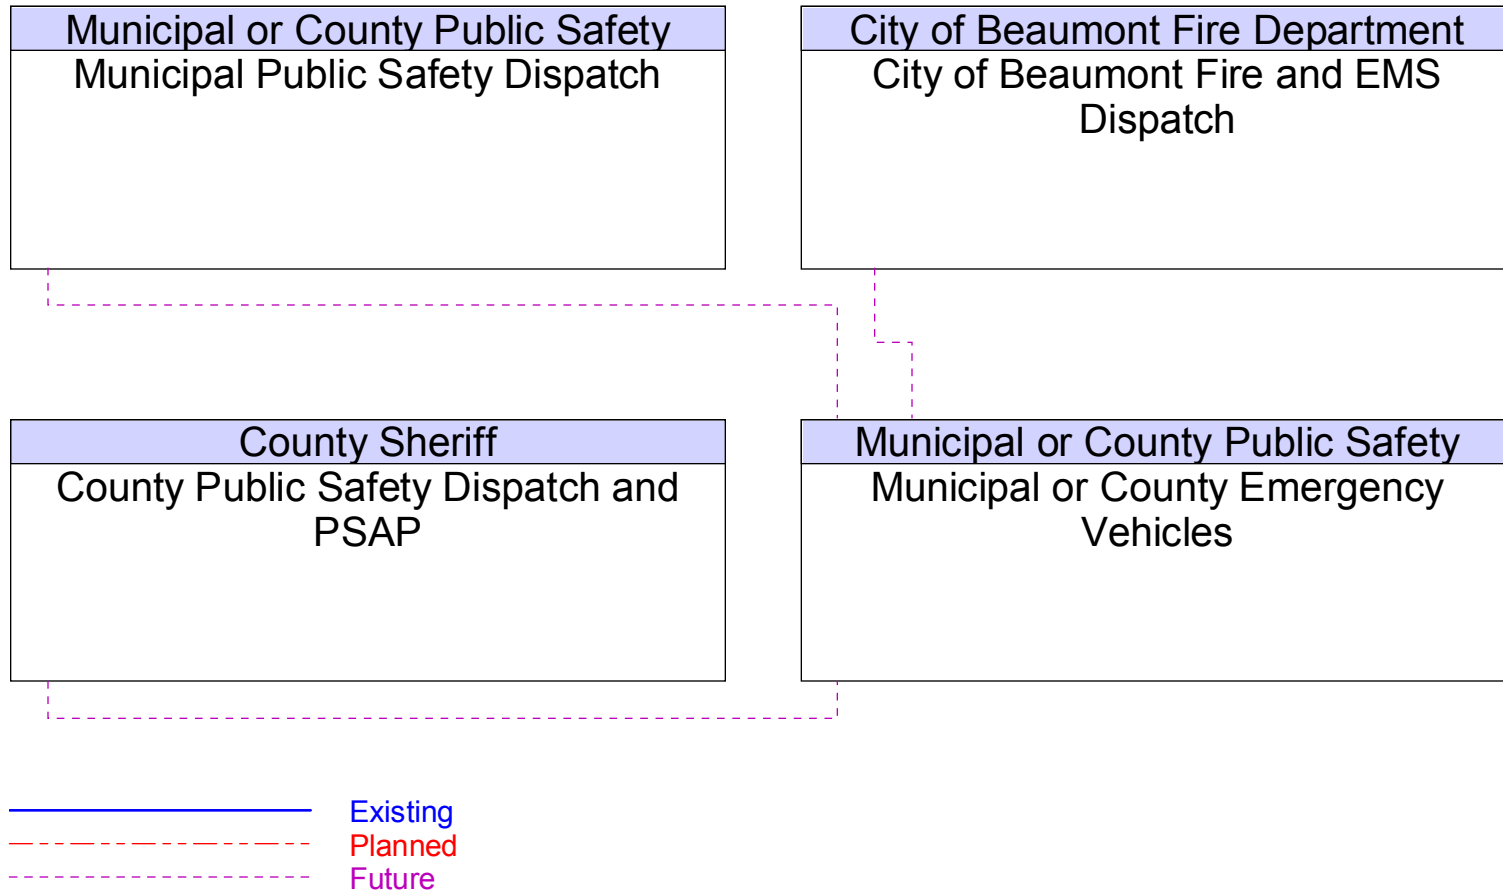 Municipal or County Public Safety
Municipal Public Safety Dispatch
City of Beaumont Fire Department
City of Beaumont Fire and EMS
Dispatch
County Sheriff
County Public Safety Dispatch and
PSAP
Municipal or County Public Safety
Municipal or County Emergency
Vehicles
Existing
Planned
Future